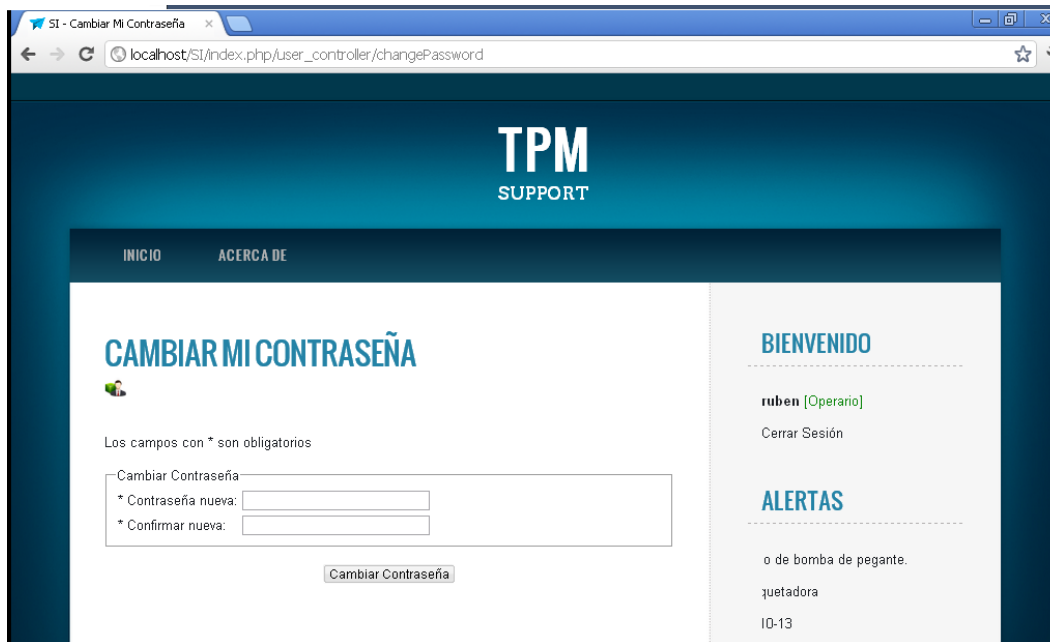 SI - Cambiar Mi Contraseña
localhost/SI/index.php/user_controller/changePassword
TPM
SUPPORT
INICIO ACERCA DE
CAMBIAR MI CONTRASEÑA
Los campos con * son obligatorios
Cambiar Contraseña
* Contraseña nueva:
* Confirmar nueva:
Cambiar Contraseña
BIENVENIDO
ruben [Operario]
Cerrar Sesión
ALERTAS
o de bomba de pegante.
quetadora
10-13